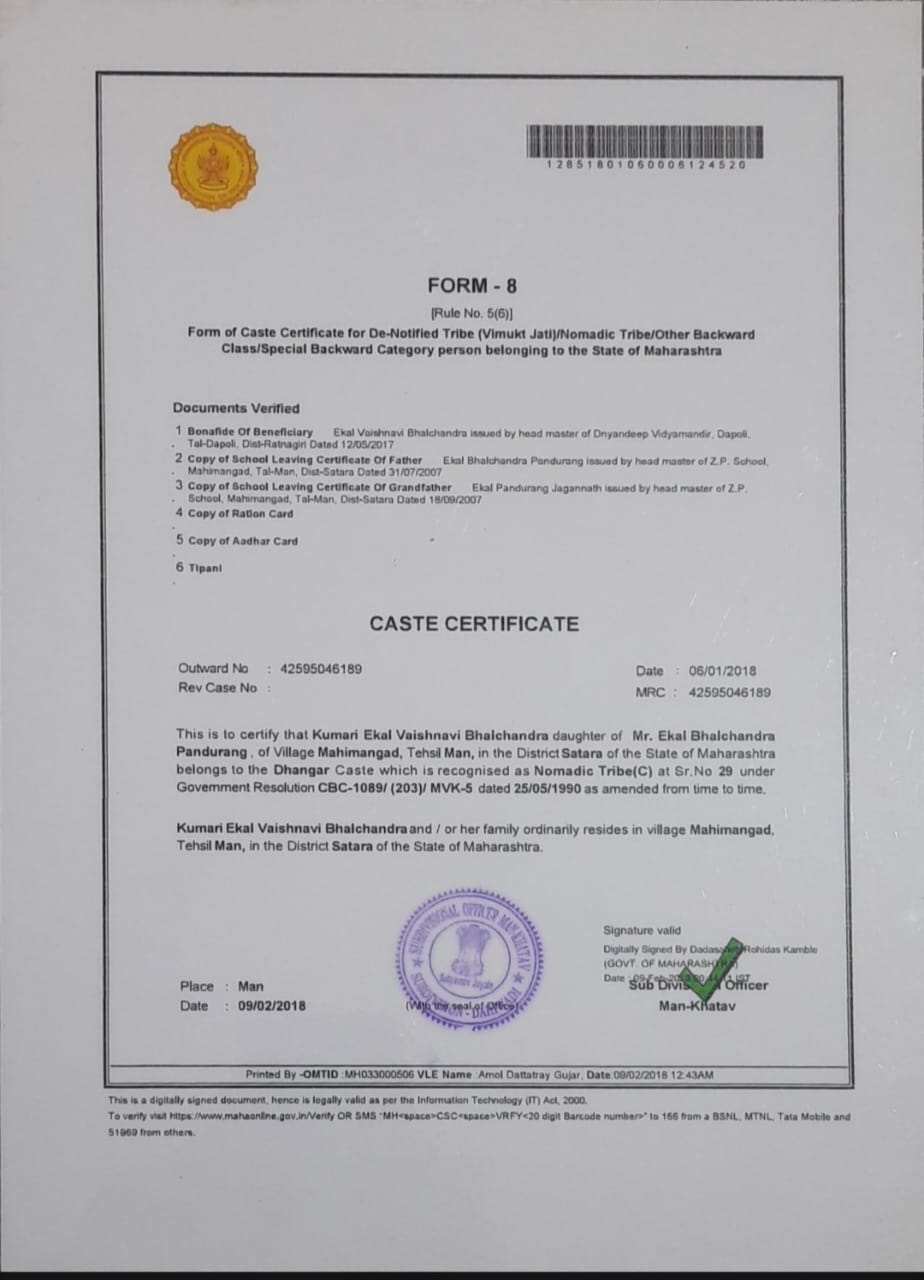 12851801060006124520
FORM - 8
[Rule No. 5(6)]
Form of Caste Certificate for De-Notified Tribe (Vimukt Jati)/Nomadic Tribe/Other Backward
Class/Special Backward Category person belonging to the State of Maharashtra
Documents Verified
1 Bonafide Of Beneficiary Ekal Vaishnavi Bhalchandra issued by head master of Dnyandeep Vidyamandir, Dapoli,
. Tal-Dapoli, Dist-Ratnagiri Dated 12/05/2017
2 Copy of School Leaving Certificate Of Father Ekal Bhalchandra Pandurang issued by head master of Z.P. School,
. Mahimangad, Tal-Man, Dist-Satara Dated 31/07/2007
3 Copy of School Leaving Certificate Of Grandfather Ekal Pandurang Jagannath issued by head master of Z.P.
. School, Mahimangad, Tal-Man, Dist-Satara Dated 18/09/2007
4 Copy of Ration Card
.
5 Copy of Aadhar Card
.
6 Tipani
.
CASTE CERTIFICATE
Outward No : 42595046189
Date : 06/01/2018
Rev Case No :
MRC : 42595046189
This is to certify that Kumari Ekal Vaishnavi Bhalchandra daughter of Mr. Ekal Bhalchandra
Pandurang , of Village Mahimangad, Tehsil Man, in the District Satara of the State of Maharashtra
belongs to the Dhangar Caste which is recognised as Nomadic Tribe(C) at Sr.No 29 under
Government Resolution CBC-1089/ (203)/ MVK-5 dated 25/05/1990 as amended from time to time.
Kumari Ekal Vaishnavi Bhalchandra and / or her family ordinarily resides in village Mahimangad,
Tehsil Man, in the District Satara of the State of Maharashtra.
SUBDIVISIONAL OFFICER MAN-KHATAV
Satyamev Jayate
(With the seal of Office)
Signature valid
Digitally Signed By Rohidas Kamble
(GOVT. OF MAHARASHTRA)
Date :
Sub Officer
Man-Khatav
Place : Man
Date : 09/02/2018
Printed By -OMTID :MH033000506 VLE Name :Amol Dattatray Gujar, Date:09/02/2018 12:43AM
This is a digitally signed document, hence is legally valid as per the Information Technology (IT) Act, 2000.
To verify visit https://www.mahaonline.gov.in/Verify OR SMS "MH<space>CSC<space>VRFY<20 digit Barcode number>" to 166 from a BSNL, MTNL, Tata Mobile and
51969 from others.